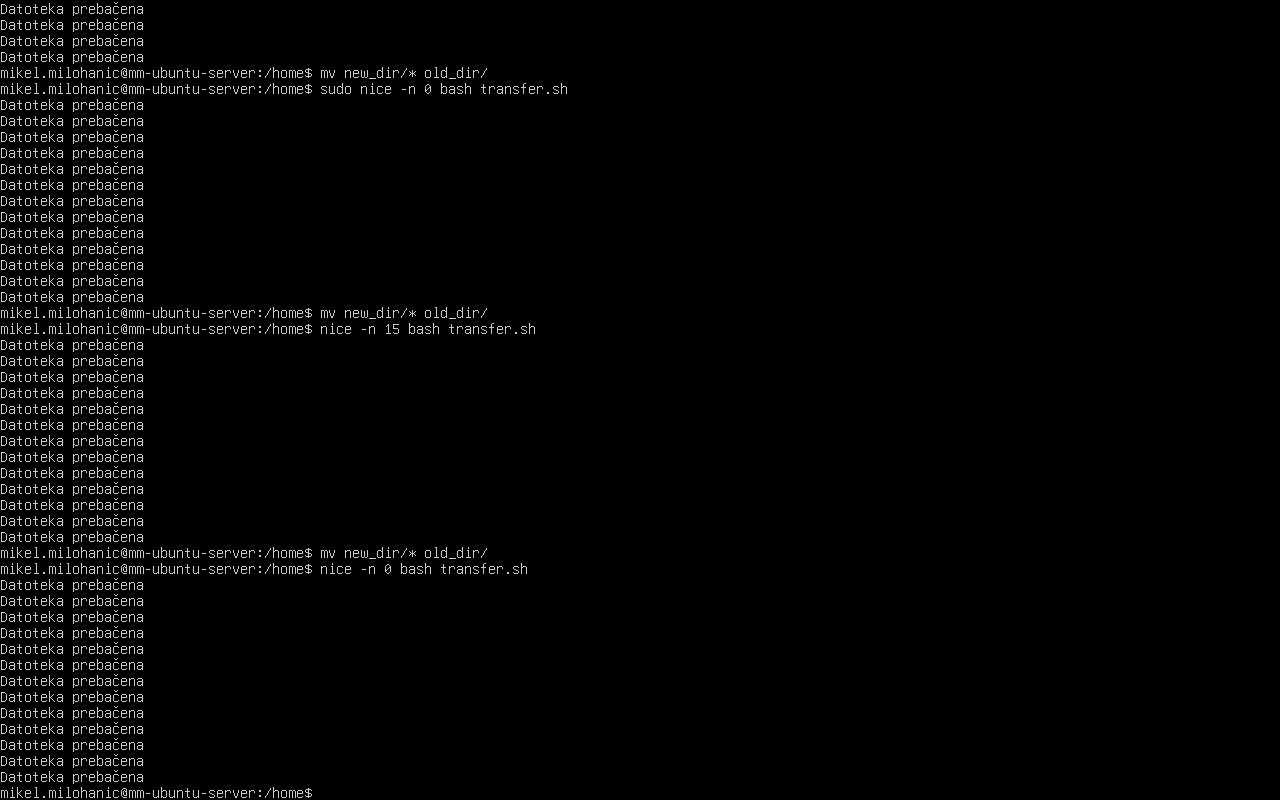 Datoteka prebačena
Datoteka prebačena
Datoteka prebačena
Datoteka prebačena
mikel.milohanic@mm-ubuntu-server:/home$ mv new_dir/* old_dir/
mikel.milohanic@mm-ubuntu-server:/home$ sudo nice -n 0 bash transfer.sh
Datoteka prebačena
Datoteka prebačena
Datoteka prebačena
Datoteka prebačena
Datoteka prebačena
Datoteka prebačena
Datoteka prebačena
Datoteka prebačena
Datoteka prebačena
Datoteka prebačena
Datoteka prebačena
Datoteka prebačena
Datoteka prebačena
mikel.milohanic@mm-ubuntu-server:/home$ mv new_dir/* old_dir/
mikel.milohanic@mm-ubuntu-server:/home$ nice -n 15 bash transfer.sh
Datoteka prebačena
Datoteka prebačena
Datoteka prebačena
Datoteka prebačena
Datoteka prebačena
Datoteka prebačena
Datoteka prebačena
Datoteka prebačena
Datoteka prebačena
Datoteka prebačena
Datoteka prebačena
Datoteka prebačena
Datoteka prebačena
mikel.milohanic@mm-ubuntu-server:/home$ mv new_dir/* old_dir/
mikel.milohanic@mm-ubuntu-server:/home$ nice -n 0 bash transfer.sh
Datoteka prebačena
Datoteka prebačena
Datoteka prebačena
Datoteka prebačena
Datoteka prebačena
Datoteka prebačena
Datoteka prebačena
Datoteka prebačena
Datoteka prebačena
Datoteka prebačena
Datoteka prebačena
Datoteka prebačena
Datoteka prebačena
mikel.milohanic@mm-ubuntu-server:/home$